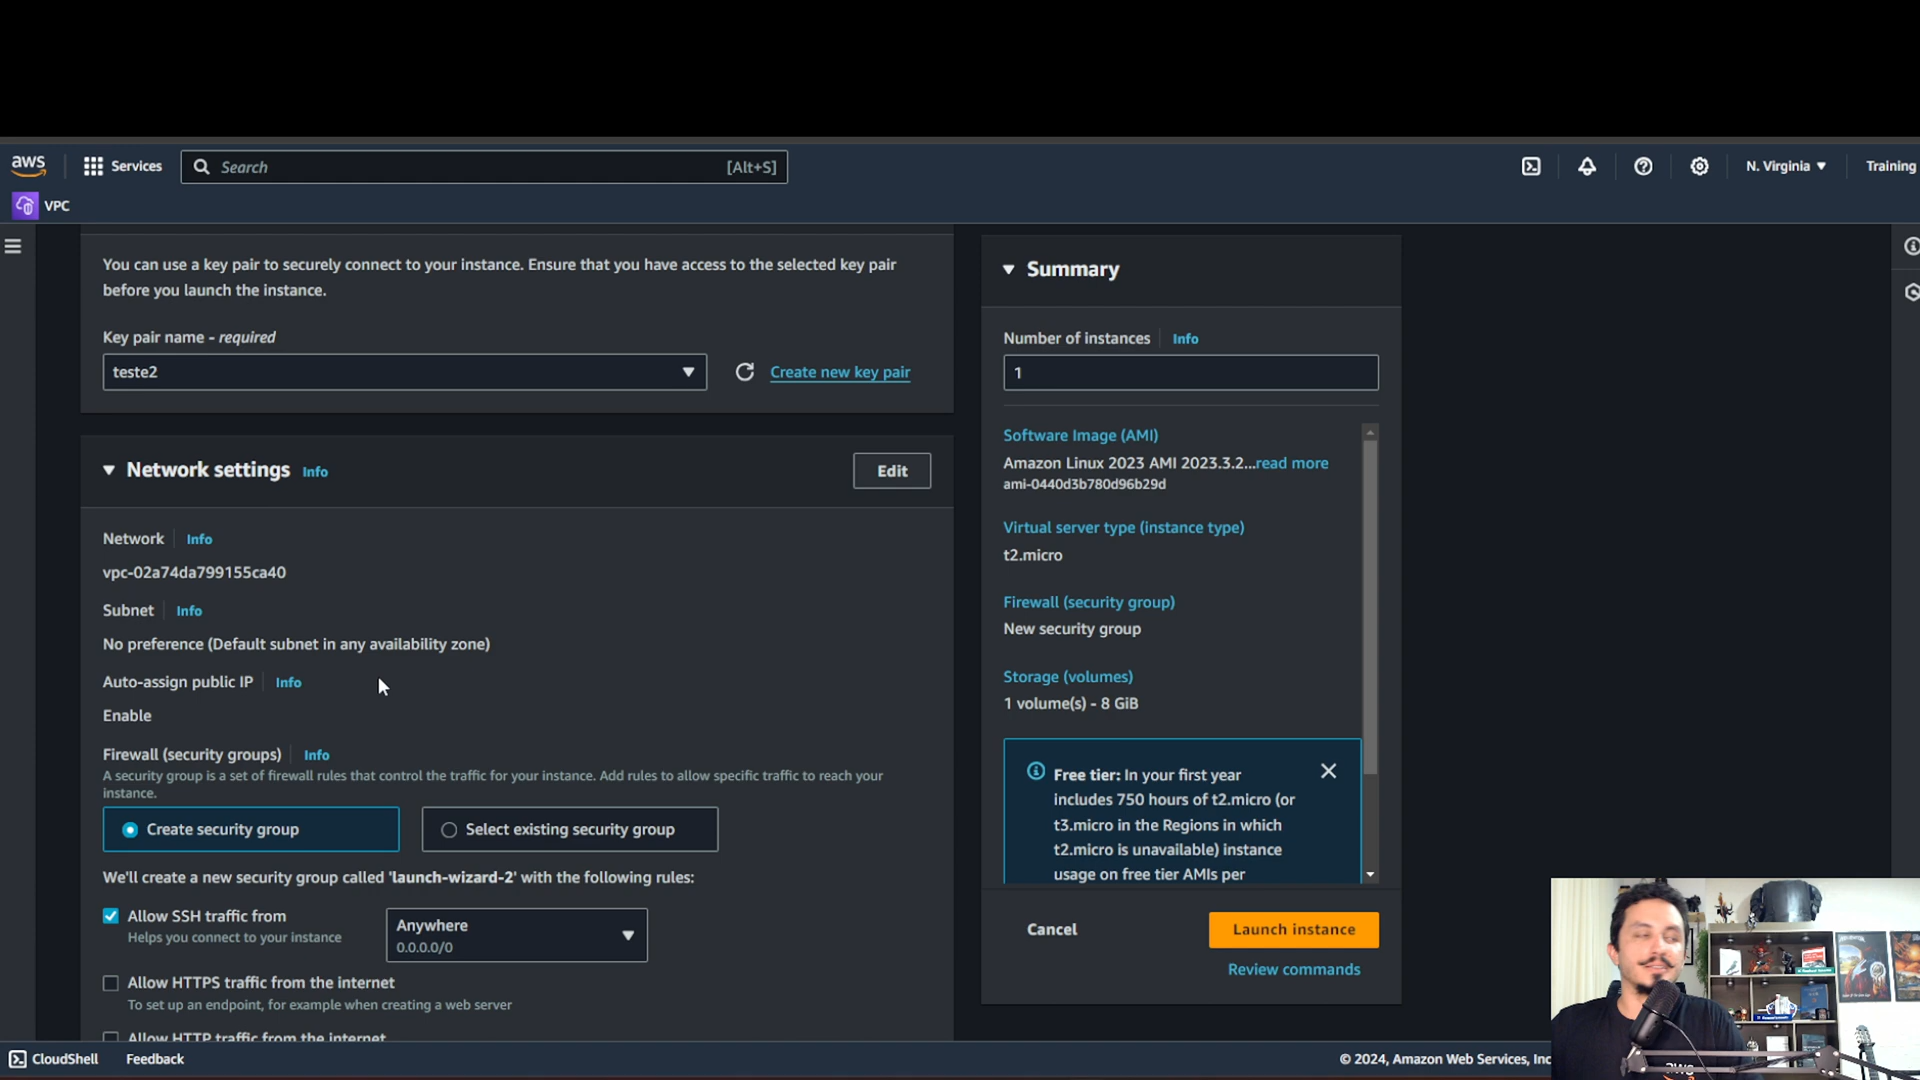 aws
Services
Search
[Alt+S]
N. Virginia
Training
VPC
You can use a key pair to securely connect to your instance. Ensure that you have access to the selected key pair
before you launch the instance.
Key pair name - required
teste2
Create new key pair
Network settings Info
Edit
Network Info
vpc-02a74da799155ca40
Subnet Info
No preference (Default subnet in any availability zone)
Auto-assign public IP Info
Enable
Firewall (security groups) Info
A security group is a set of firewall rules that control the traffic for your instance. Add rules to allow specific traffic to reach your
instance.
Create security group
Select existing security group
We'll create a new security group called 'launch-wizard-2' with the following rules:
Allow SSH traffic from
Helps you connect to your instance
Anywhere
0.0.0.0/0
Allow HTTPS traffic from the internet
To set up an endpoint, for example when creating a web server
Allow HTTP traffic from the internet
Summary
Number of instances Info
1
Software Image (AMI)
Amazon Linux 2023 AMI 2023.3.2...read more
ami-0440d3b780d96b29d
Virtual server type (instance type)
t2.micro
Firewall (security group)
New security group
Storage (volumes)
1 volume(s) - 8 GiB
Free tier: In your first year
includes 750 hours of t2.micro (or
t3.micro in the Regions in which
t2.micro is unavailable) instance
usage on free tier AMIs per
Cancel
Launch instance
Review commands
CloudShell
Feedback
© 2024, Amazon Web Services, Inc
aws